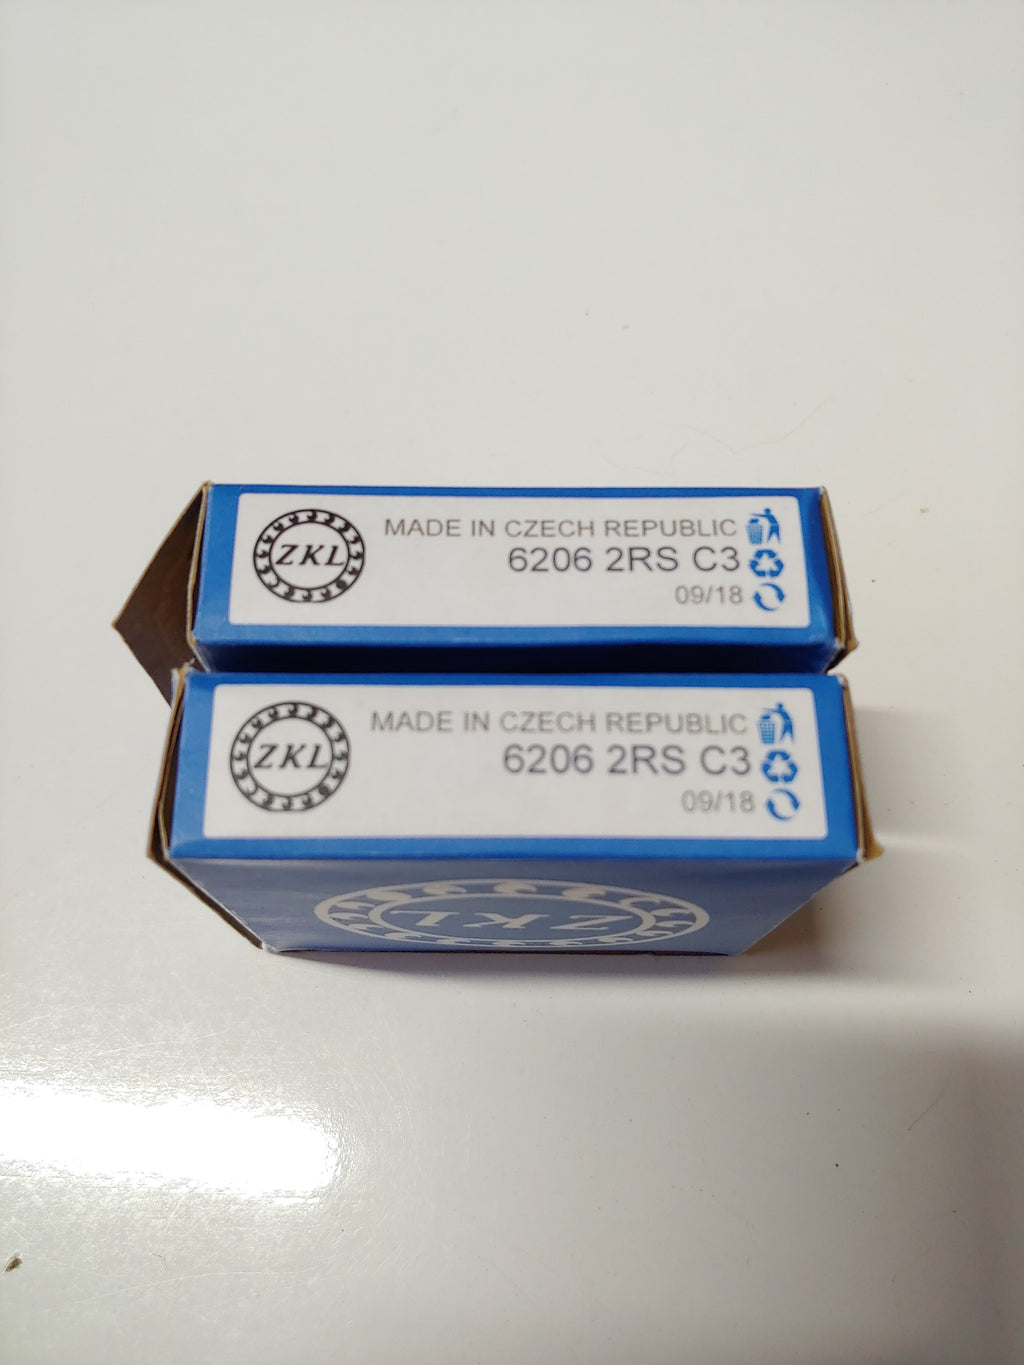 ZKL
MADE IN CZECH REPUBLIC
6206 2RS C3
09/18
ZKL
MADE IN CZECH REPUBLIC
6206 2RS C3
09/18
ZKL